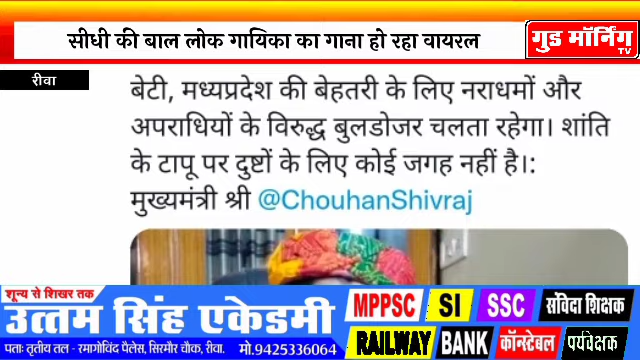 सीधी की बाल लोक गायिका का गाना हो रहा वायरल
गुड मॉर्निंग
TV
रीवा
बेटी, मध्यप्रदेश की बेहतरी के लिए नराधमों और
अपराधियों के विरुद्ध बुलडोजर चलता रहेगा। शांति
के टापू पर दुष्टों के लिए कोई जगह नहीं है।:
मुख्यमंत्री श्री @ChouhanShivraj
शून्य से शिखर तक
उत्तम सिंह एकेडमी
पताः तृतीय तल - रमागोविंद पैलेस, सिरमौर चौक, रीवा. मो.9425336064
MPPSC SI SSC संविदा शिक्षक
RAILWAY BANK कॉन्स्टेबल पर्यवेक्षक